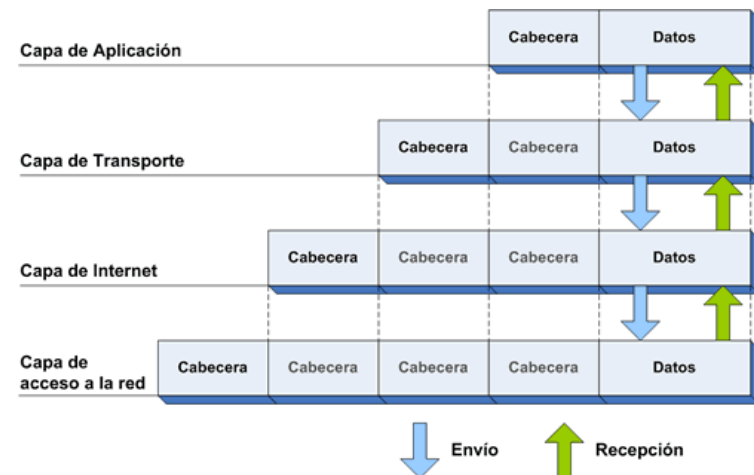 Capa de Aplicación
Cabecera
Datos
Capa de Transporte
Cabecera
Cabecera
Datos
Capa de Internet
Cabecera
Cabecera
Cabecera
Datos
Capa de
acceso a la red
Cabecera
Cabecera
Cabecera
Cabecera
Datos
Envío
Recepción